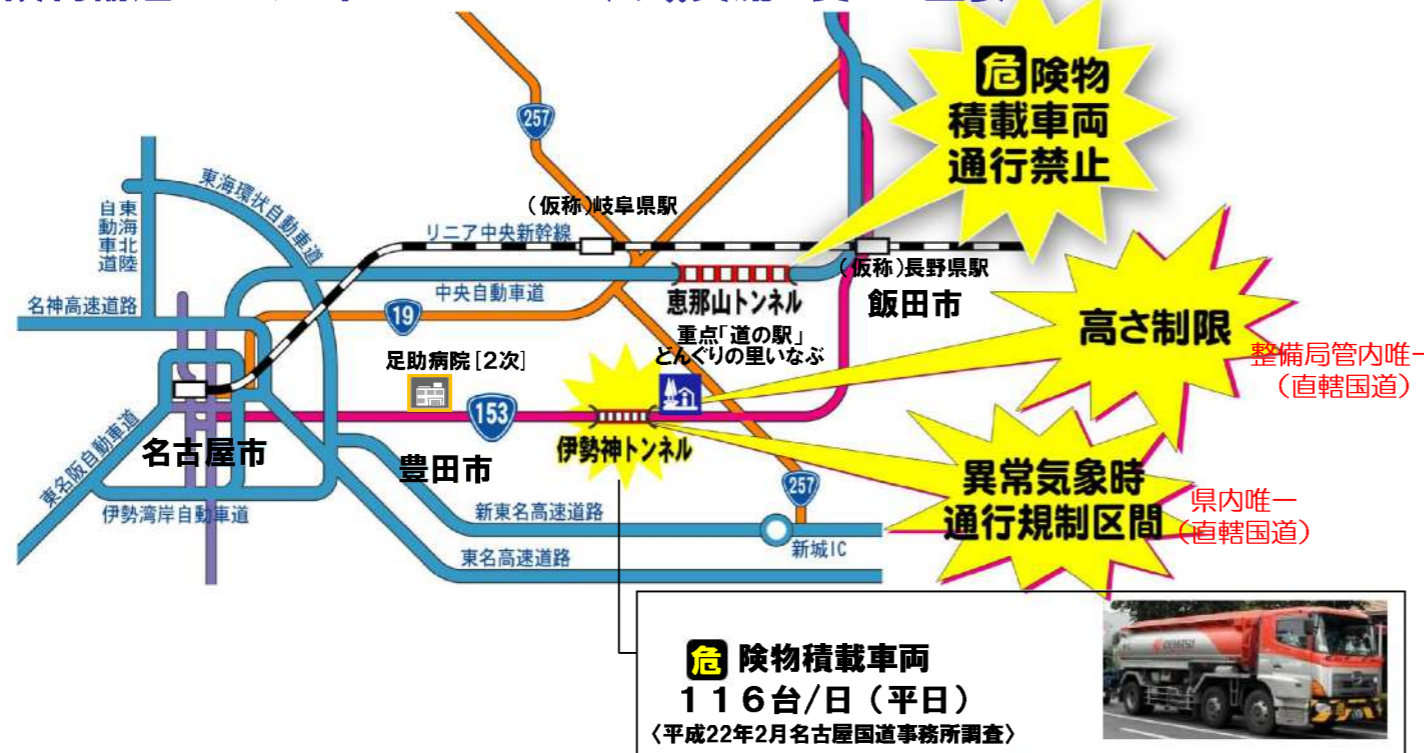 危険物
積載車両
通行禁止
257
東海環状自動車道
東海北陸
自動車道
(仮称)岐阜県駅
リニア中央新幹線
(仮称)長野県駅
名神高速道路
中央自動車道
恵那山トンネル
飯田市
19
重点「道の駅」
どんぐりの里いなぶ
高さ制限
整備局管内唯一
(直轄国道)
足助病院[2次]
153
名古屋市
豊田市
伊勢神トンネル
東名阪自動車道
伊勢湾岸自動車道
新東名高速道路
257
異常気象時
通行規制区間
県内唯一
(直轄国道)
新城IC
東名高速道路
危険物積載車両
116台/日(平日)
〈平成22年2月名古屋国道事務所調査〉